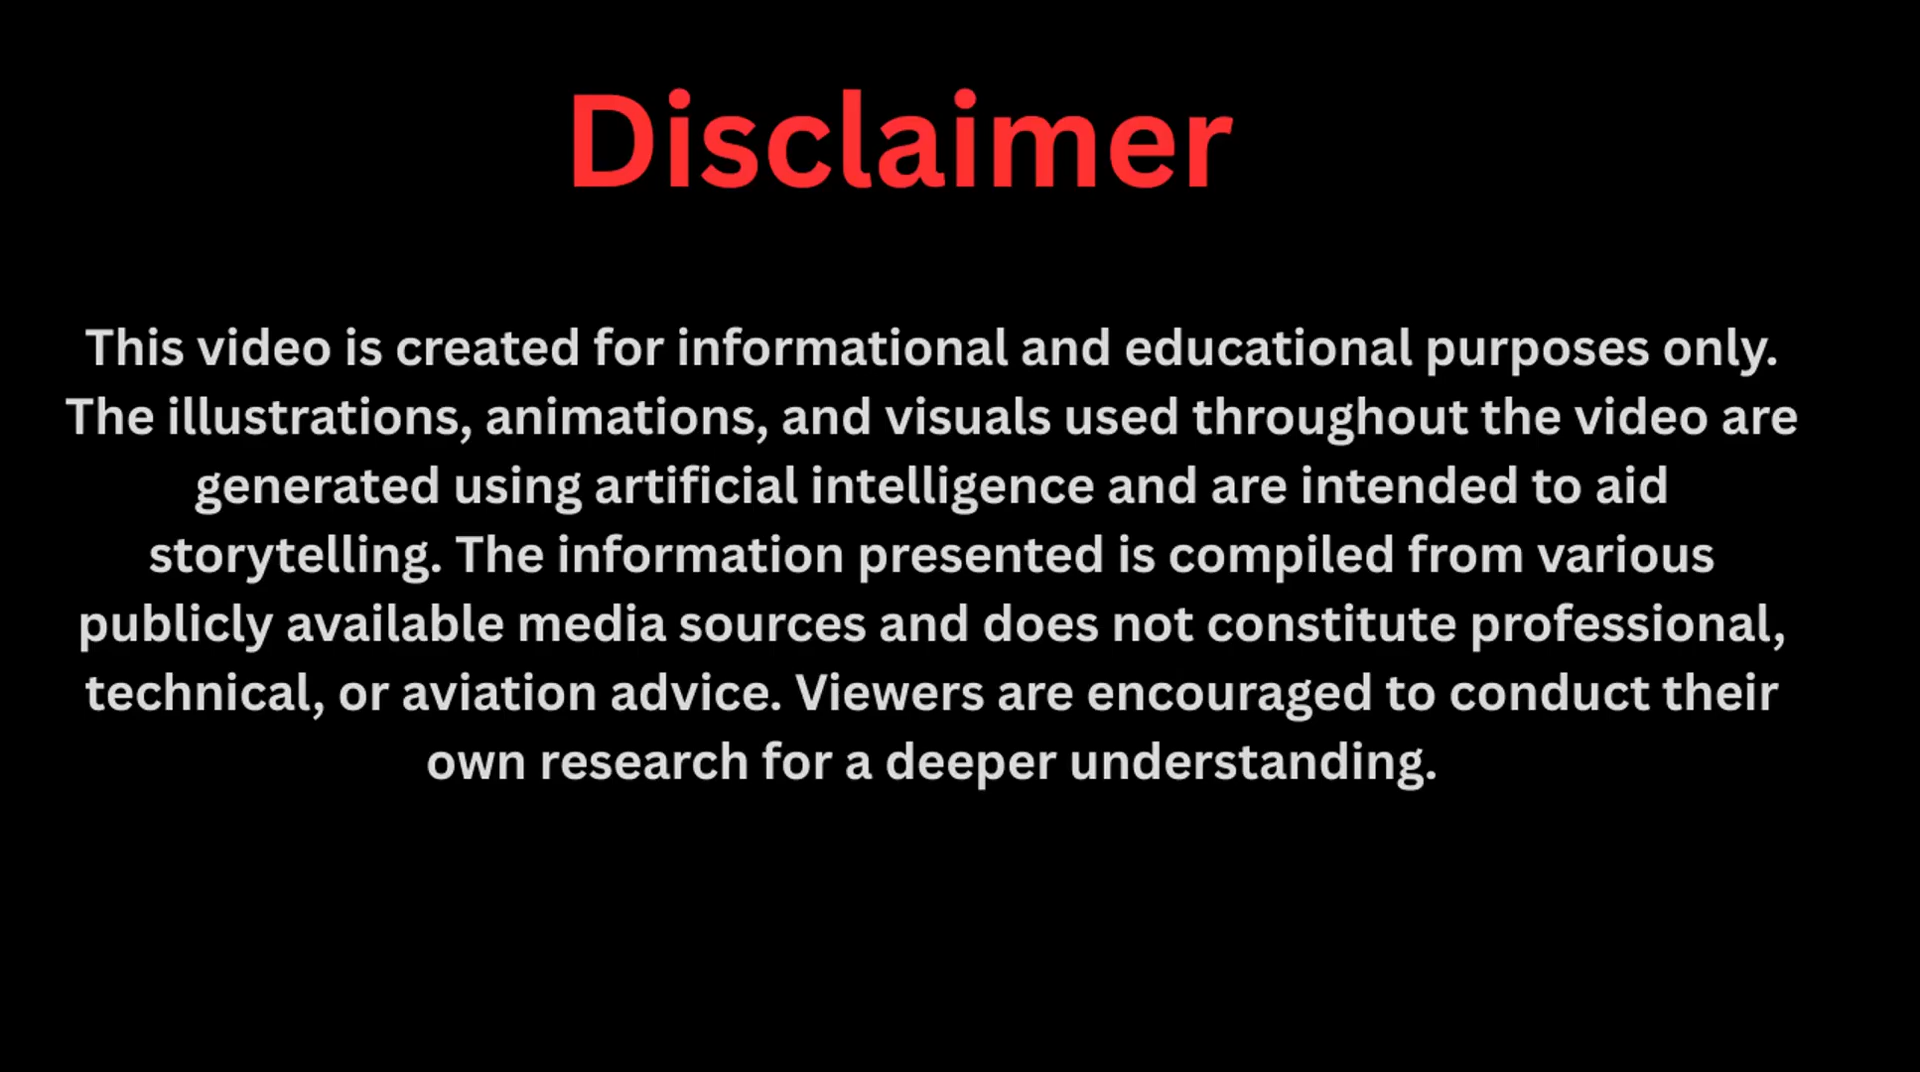 Disclaimer
This video is created for informational and educational purposes only.
The illustrations, animations, and visuals used throughout the video are
generated using artificial intelligence and are intended to aid
storytelling. The information presented is compiled from various
publicly available media sources and does not constitute professional,
technical, or aviation advice. Viewers are encouraged to conduct their
own research for a deeper understanding.